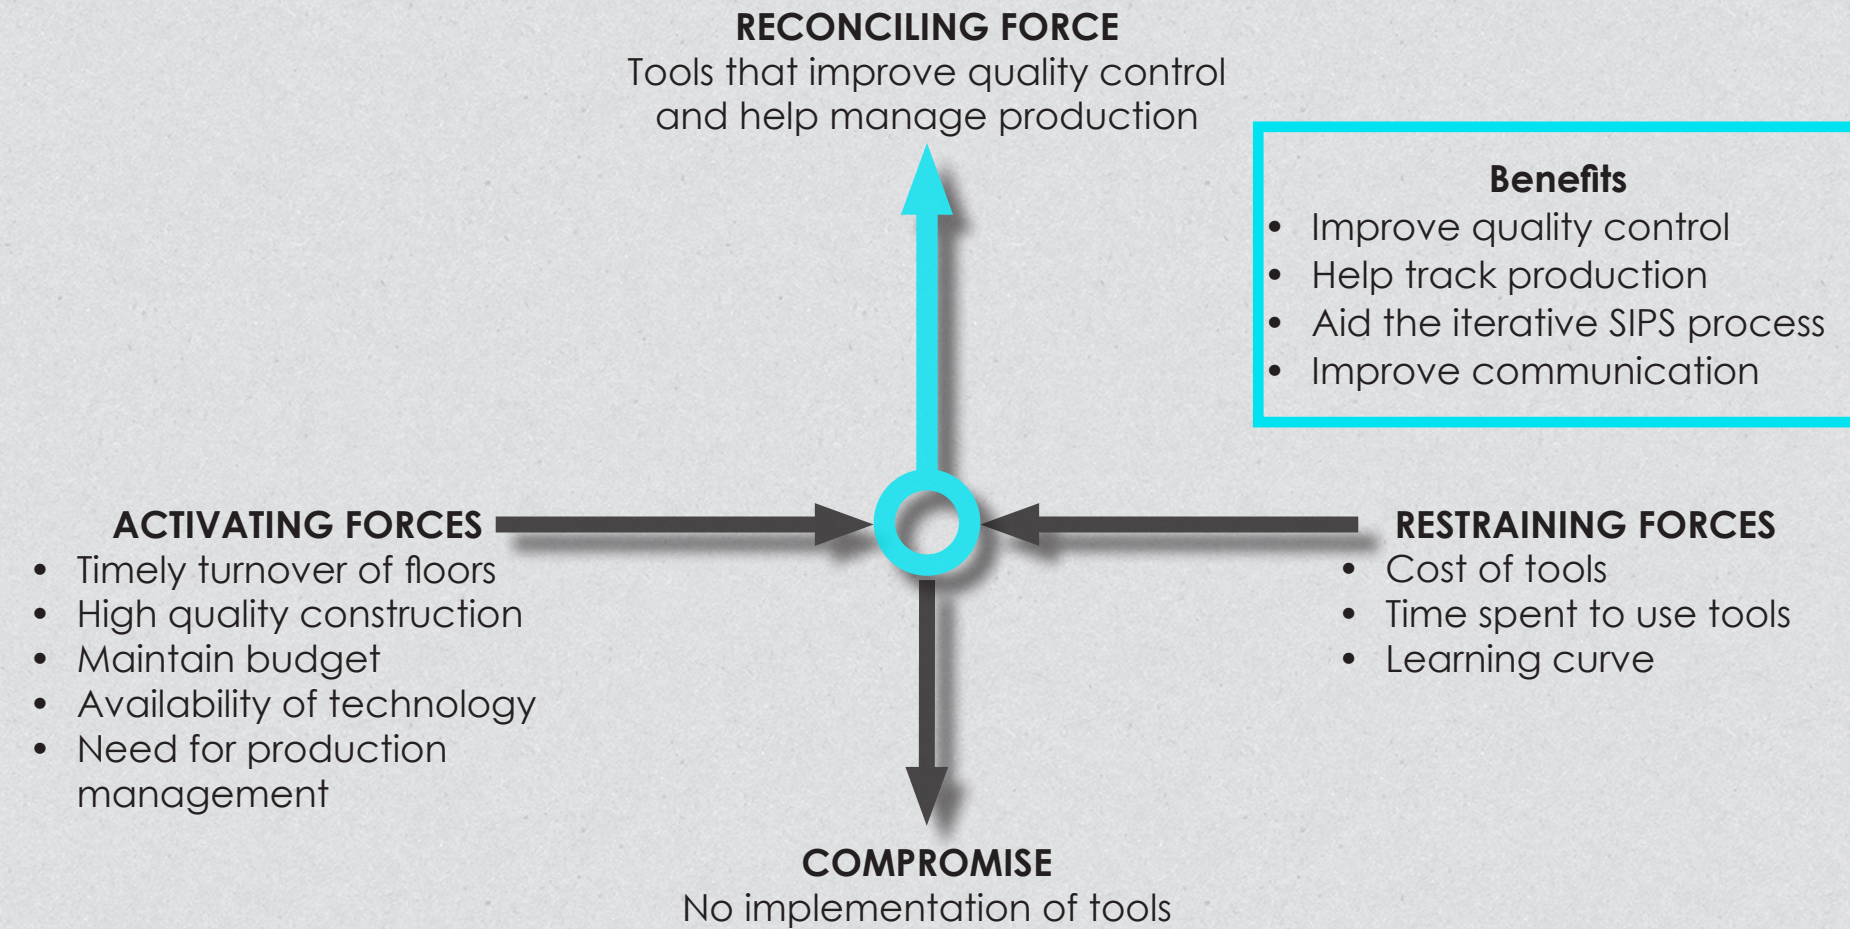 RECONCILING FORCE
Tools that improve quality control
and help manage production
Benefits
• Improve quality control
• Help track production
• Aid the iterative SIPS process
• Improve communication
ACTIVATING FORCES
• Timely turnover of floors
• High quality construction
• Maintain budget
• Availability of technology
• Need for production
management
RESTRAINING FORCES
• Cost of tools
• Time spent to use tools
• Learning curve
COMPROMISE
No implementation of tools